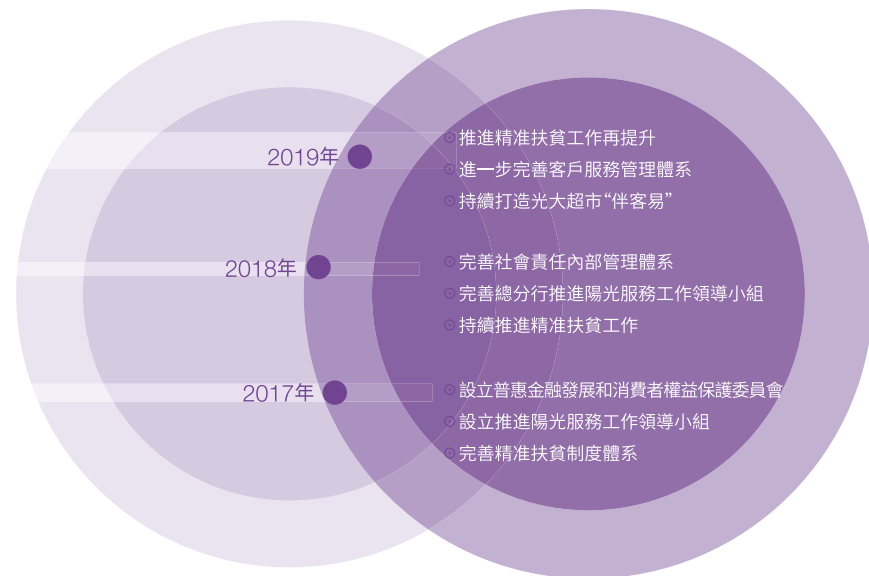 2019年
推進精准扶貧工作再提升
進一步完善客戶服務管理體系
持續打造光大超市“伴客易”
2018年
完善社會責任內部管理體系
完善總分行推進陽光服務工作領導小組
持續推進精准扶貧工作
2017年
設立普惠金融發展和消費者權益保護委員會
設立推進陽光服務工作領導小組
完善精准扶貧制度體系